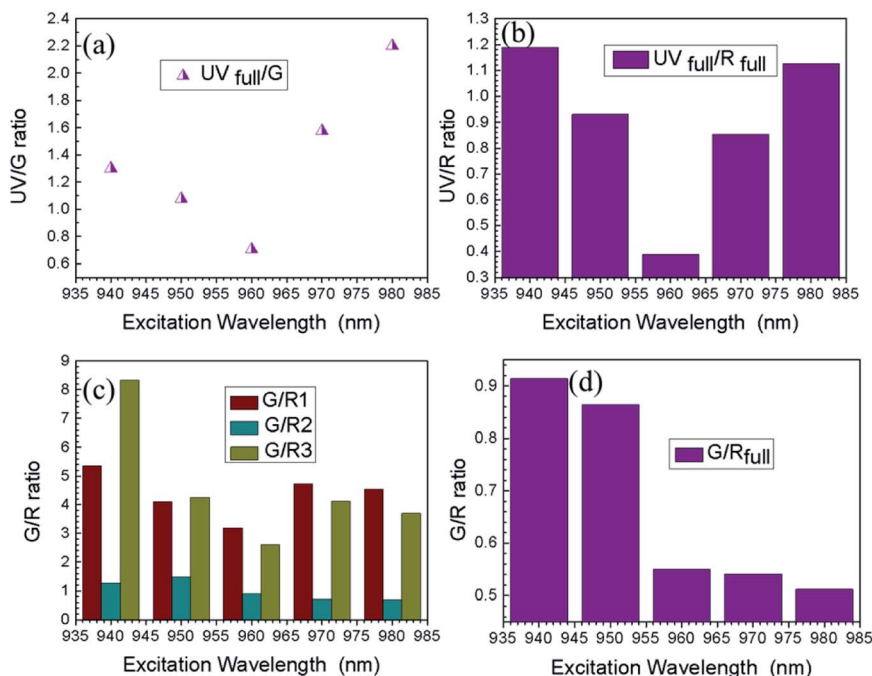 (a)
UV full/G
UV/G ratio
2.4
2.2
2.0
1.8
1.6
1.4
1.2
1.0
0.8
0.6
935 940 945 950 955 960 965 970 975 980 985
Excitation Wavelength (nm)
(b)
UV full/R full
UV/R ratio
1.3
1.2
1.1
1.0
0.9
0.8
0.7
0.6
0.5
0.4
0.3
935 940 945 950 955 960 965 970 975 980 985
Excitation Wavelength (nm)
(c)
G/R1
G/R2
G/R3
G/R ratio
9
8
7
6
5
4
3
2
1
0
935 940 945 950 955 960 965 970 975 980 985
Excitation Wavelength (nm)
(d)
G/Rfull
G/R ratio
0.9
0.8
0.7
0.6
0.5
935 940 945 950 955 960 965 970 975 980 985
Excitation Wavelength (nm)